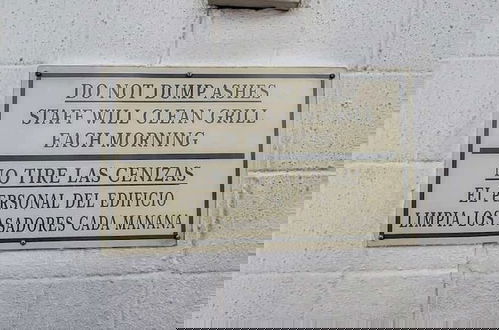 DO NOT DUMP ASHES
STAFF WILL CLEAN GRILL
EACH MORNING
NO TIRE LAS CENIZAS
EL PERSONAL DEL EDIFICIO
LIMPIA LOS ASADORES CADA MANANA